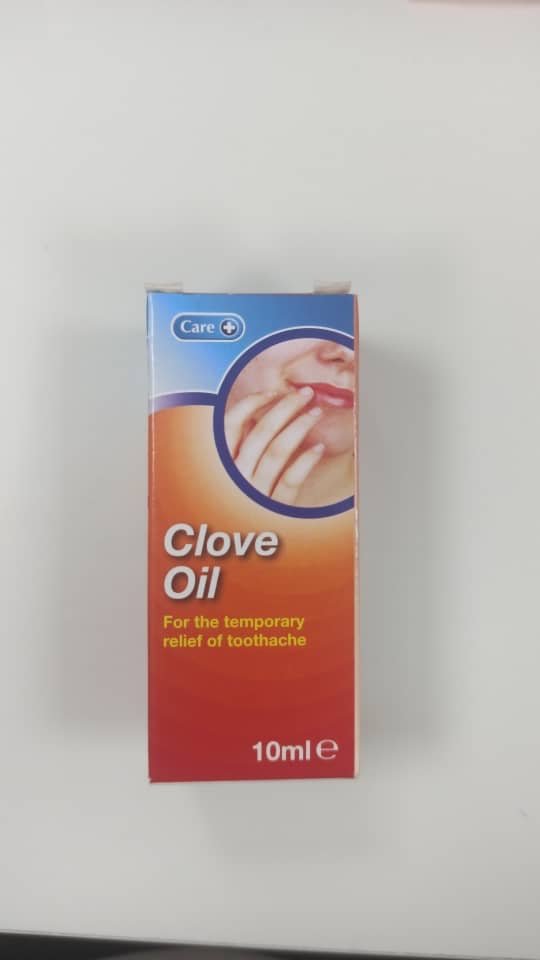 Care +
Clove
Oil
For the temporary
relief of toothache
10ml ℮